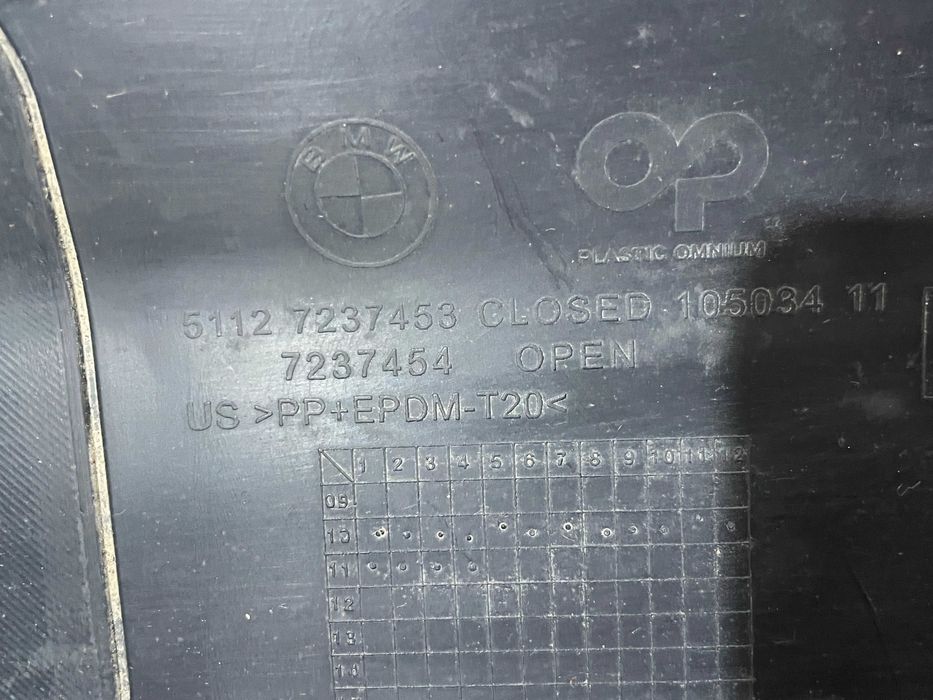 BMW
OP
PLASTIC OMNIUM
5112 7237453 CLOSED 105034 11
7237454 OPEN
US >PP+EPDM-T20<
1 2 3 4 5 6 7 8 9 10 11 12
09
10
11
12
13